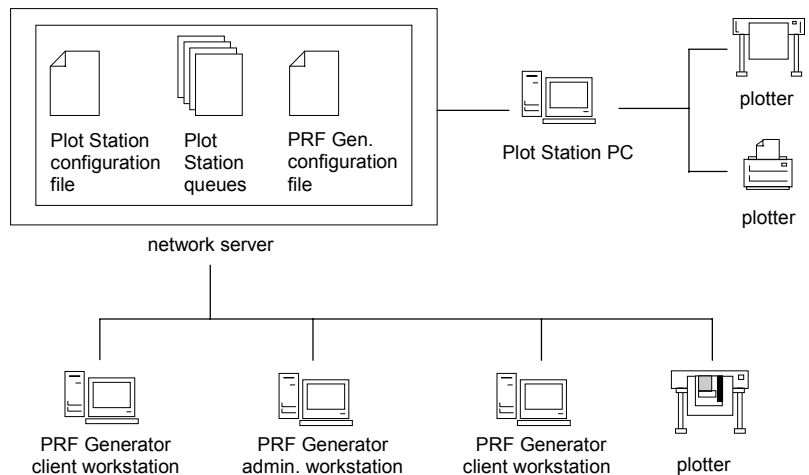 Plot Station
configuration
file
Plot
Station
queues
PRF Gen.
configuration
file
Plot Station PC
plotter
plotter
network server
PRF Generator
client workstation
PRF Generator
admin. workstation
PRF Generator
client workstation
plotter